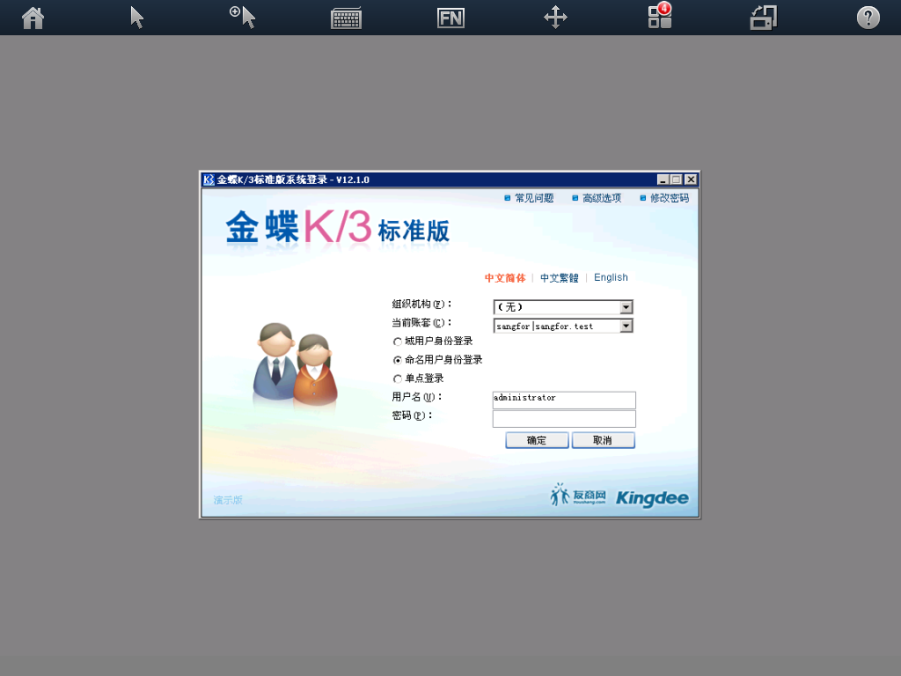 FN
4
?
金蝶K/3标准版系统登录 - V12.1.0
常见问题 高级选项 修改密码
金蝶K/3标准版
中文简体 | 中文繁體 | English
组织机构(Z)：
（无）
当前账套(C)：
sangfor|sangfor.test
域用户身份登录
命名用户身份登录
单点登录
用户名(U)：
administrator
密码(P)：
确定 取消
演示版
友商网 Kingdee